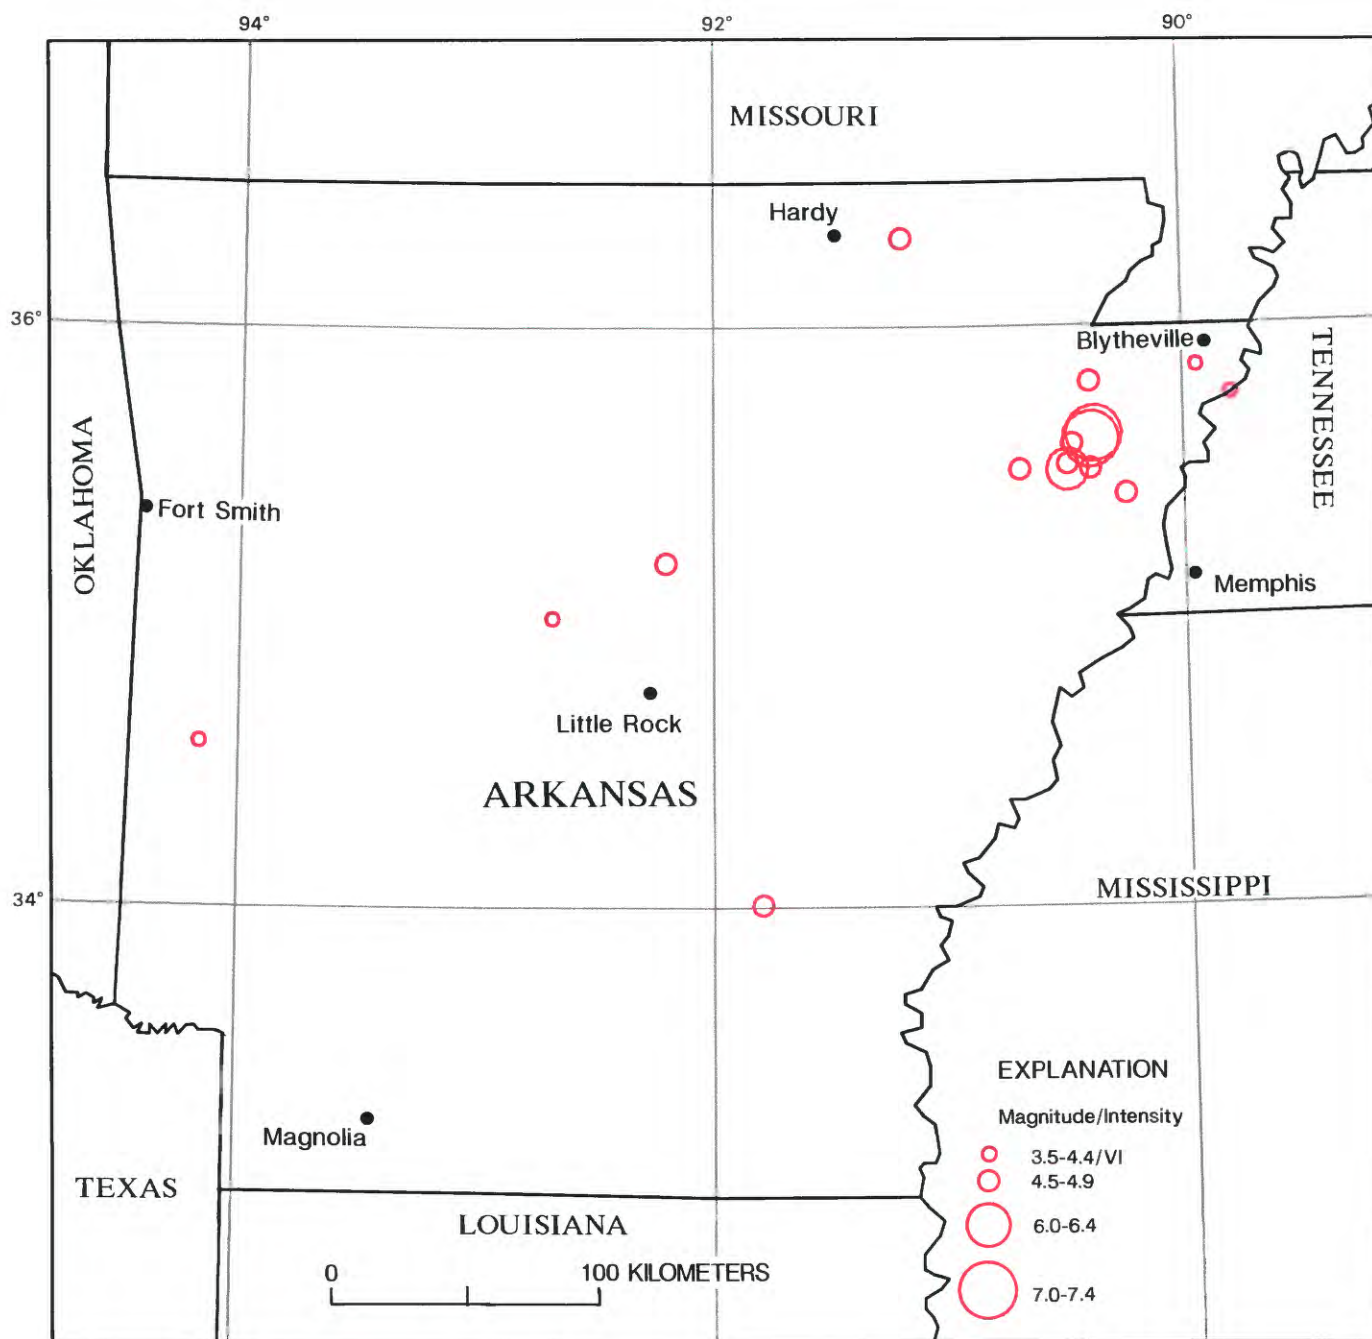 94°
92°
90°
MISSOURI
Hardy
36°
Blytheville
TENNESSEE
OKLAHOMA
Fort Smith
Memphis
Little Rock
ARKANSAS
34°
MISSISSIPPI
EXPLANATION
Magnitude/Intensity
3.5-4.4/VI
4.5-4.9
6.0-6.4
7.0-7.4
Magnolia
TEXAS
LOUISIANA
0 100 KILOMETERS